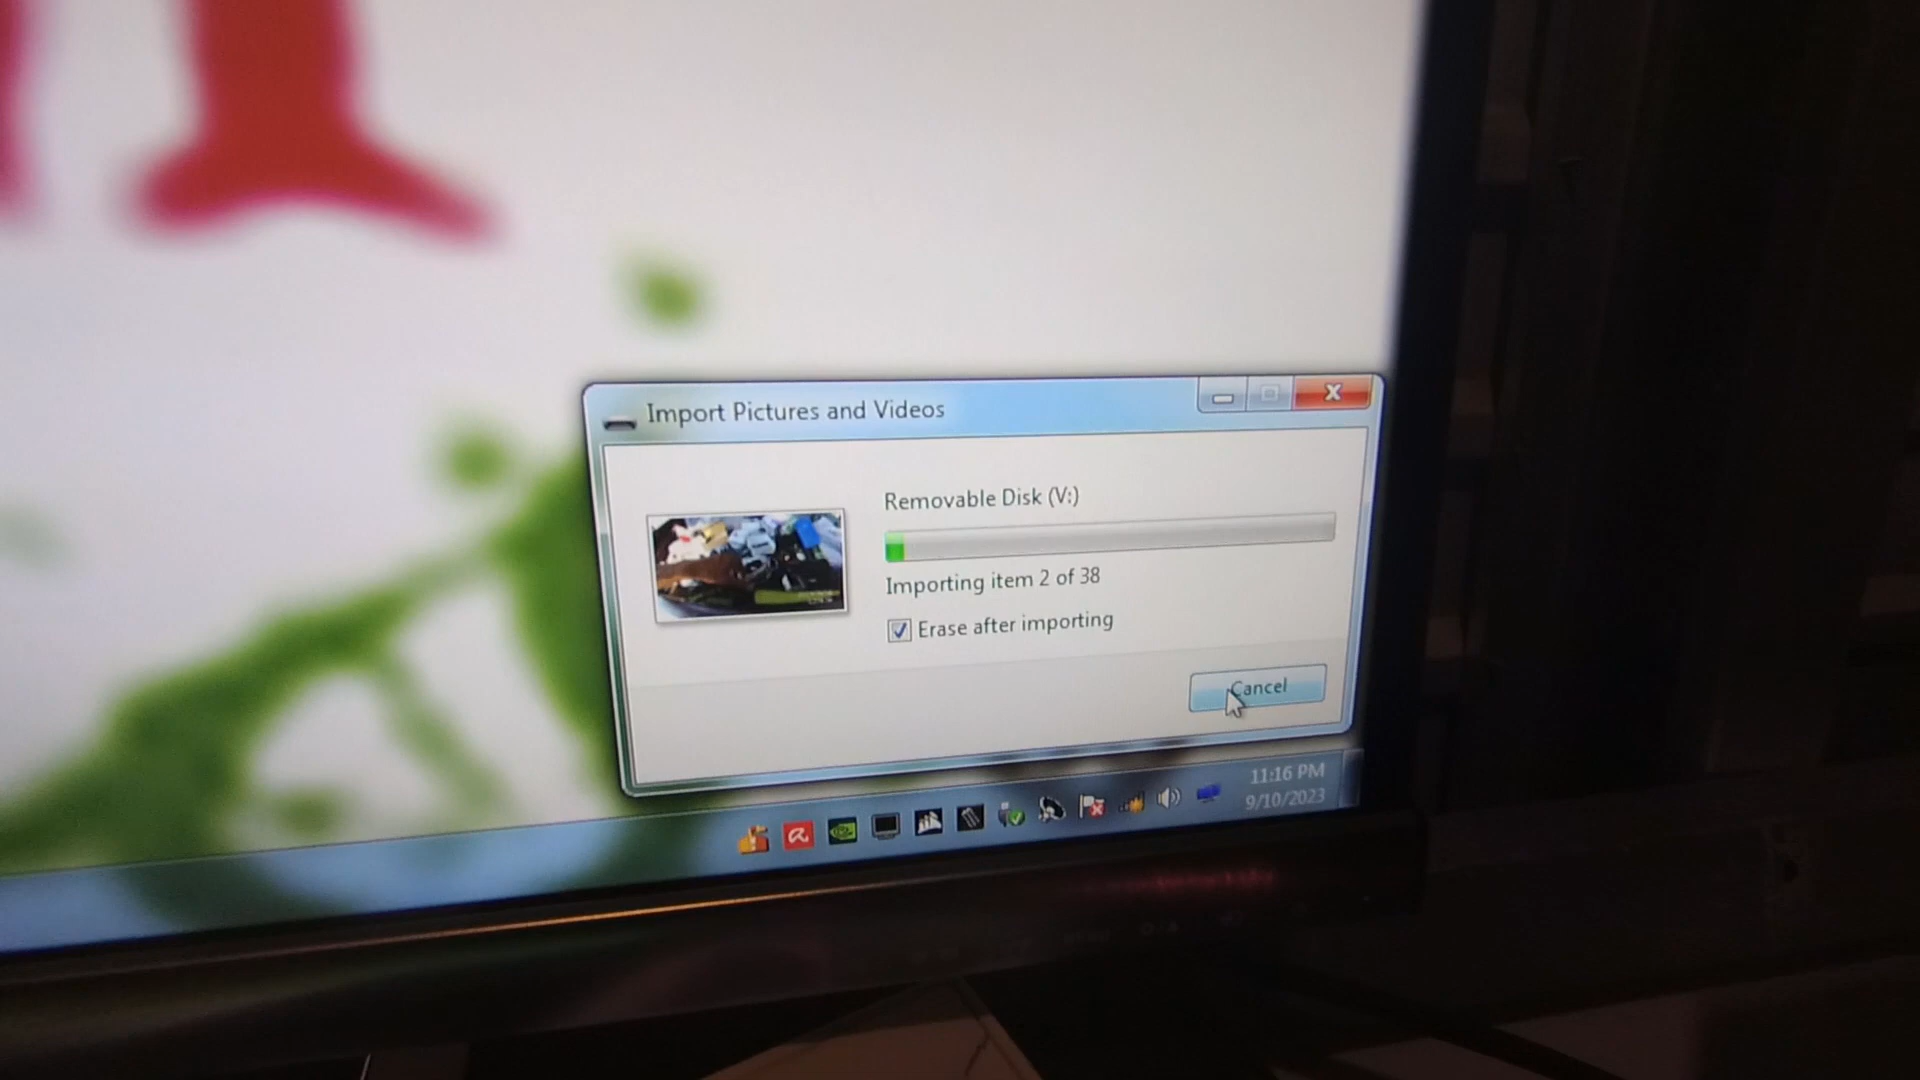 Import Pictures and Videos
Removable Disk (V:)
Importing item 2 of 38
Erase after importing
Cancel
11:16 PM
9/10/2023